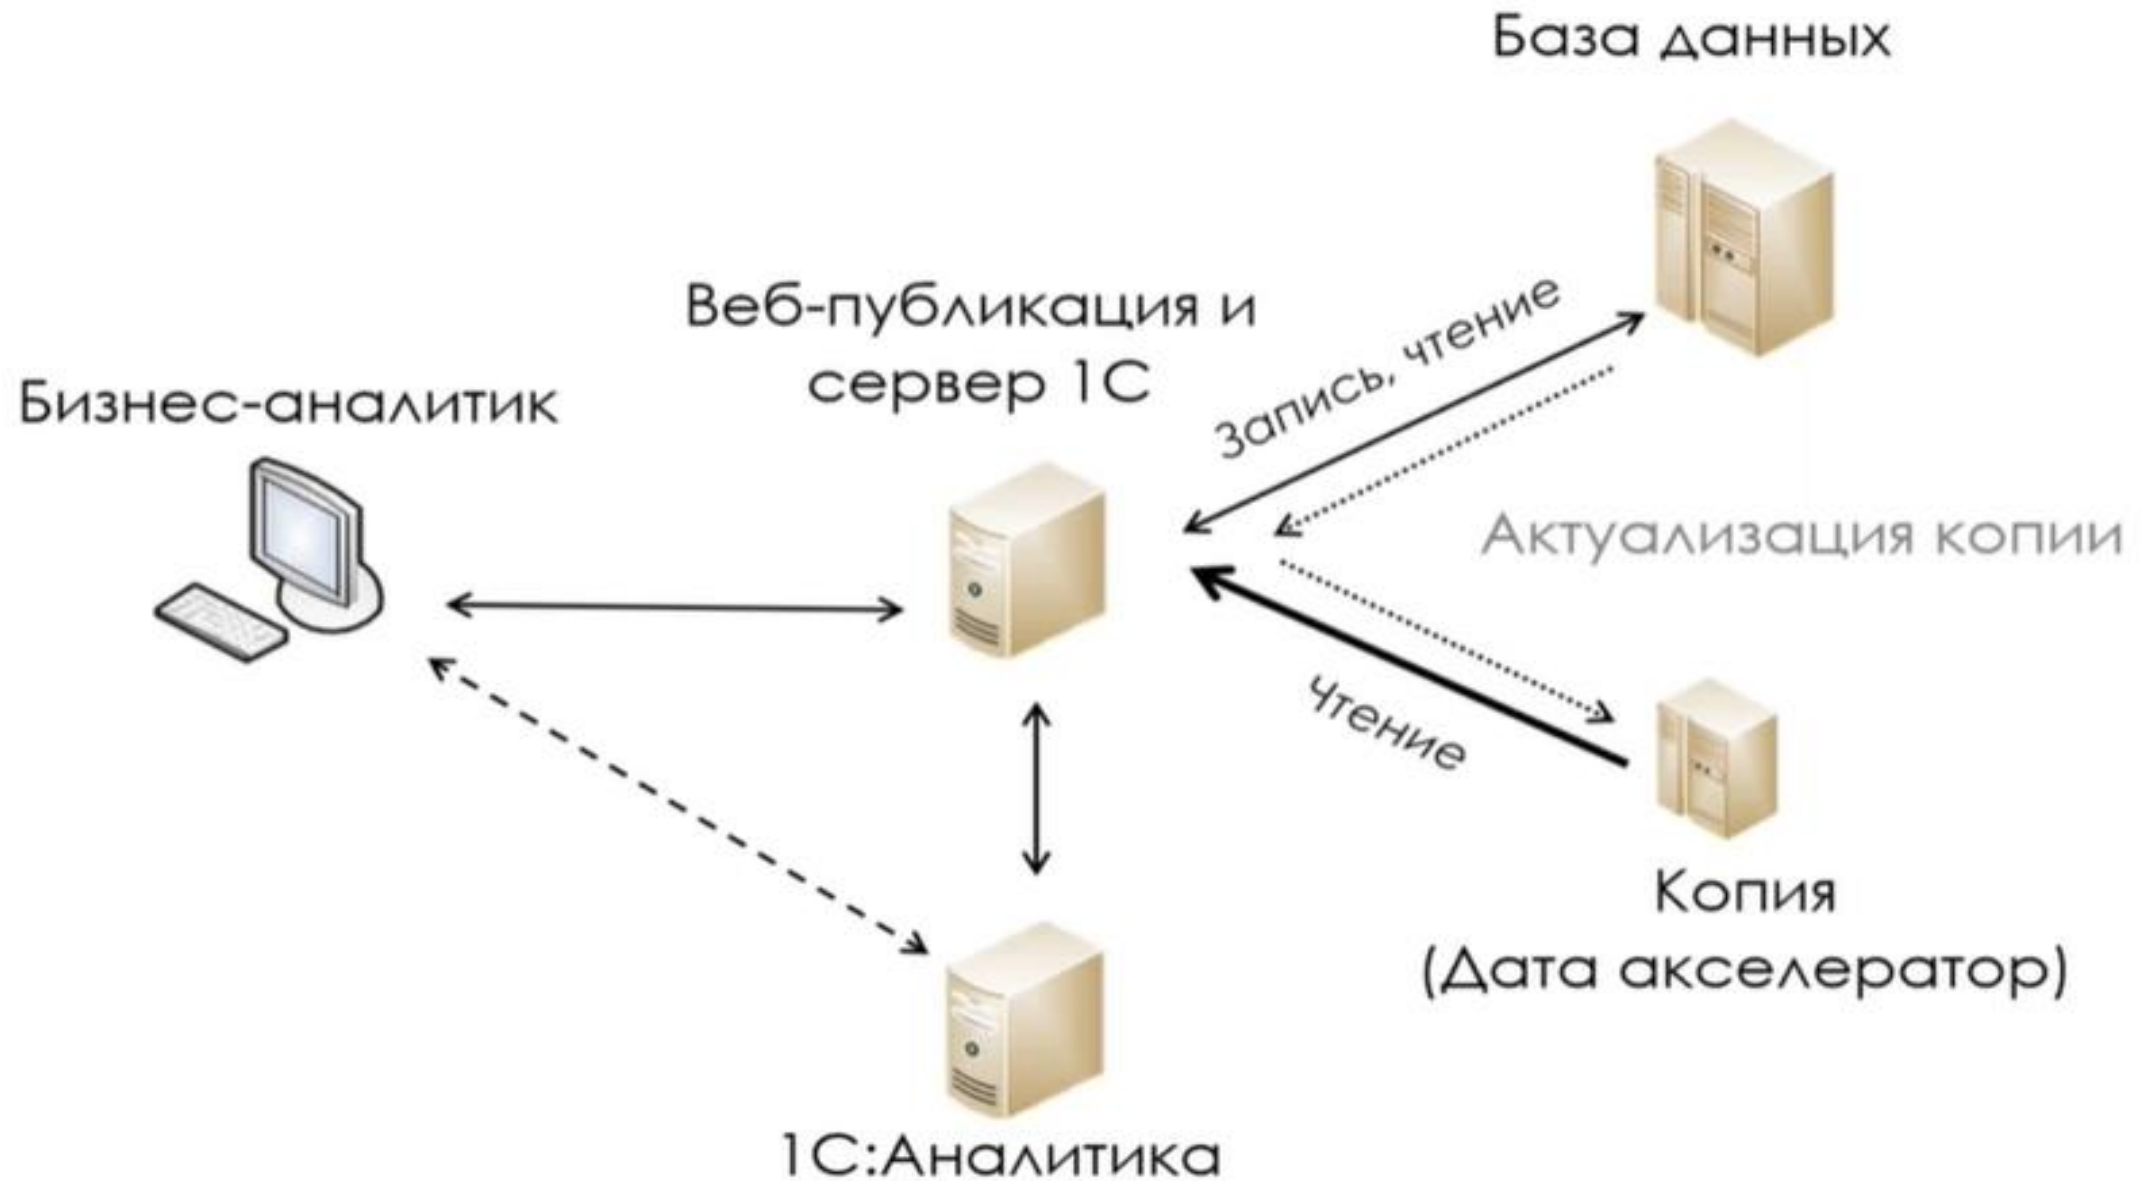 База данных
Веб-публикация и
сервер 1С
Бизнес-аналитик
Запись, чтение
Актуализация копии
Чтение
Копия
(Дата акселератор)
1С:Аналитика